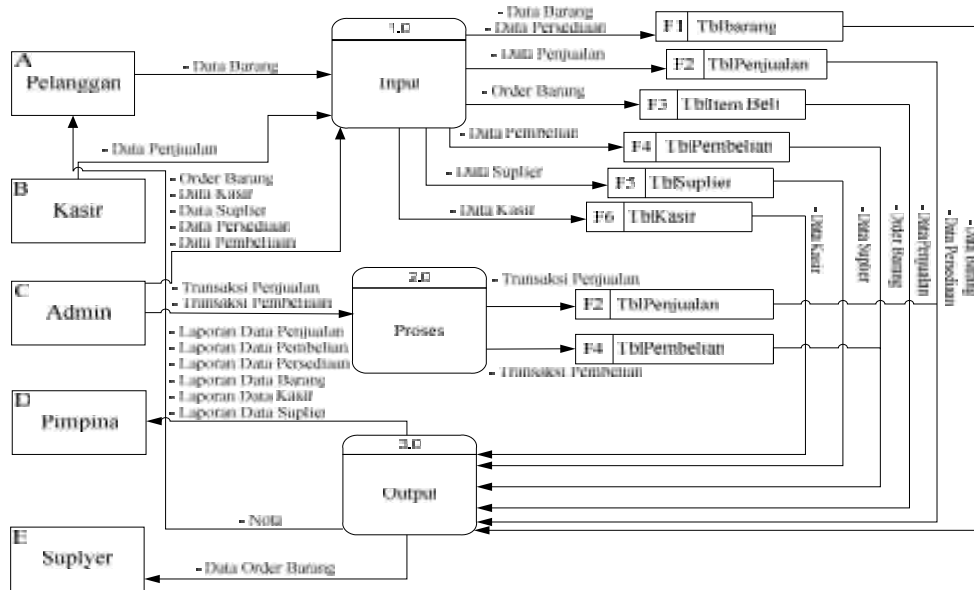 A
Pelanggan
- Data Barang
1.0
Input
- Data Barang
- Data Persediaan
F1 Tblbarang
- Data Penjualan
F2 TblPenjualan
- Order Barang
F3 TblItem Beli
- Data Pembelian
F4 TblPembelian
- Data Suplier
F5 TblSuplier
- Data Kasir
F6 TblKasir
- Data Penjualan
B
Kasir
- Order Barang
- Data Kasir
- Data Suplier
- Data Persediaan
- Data Pembeliaan
C
Admin
- Transaksi Penjualan
- Transaksi Pembeliaan
2.0
Proses
- Transaksi Penjualan
F2 TblPenjualan
F4 TblPembelian
- Transaksi Pembelian
- Data Kasir
- Data Suplier
- Order Barang
- Data Penjualan
- Data Persediaan
- Data Barang
- Laporan Data Penjualan
- Laporan Data Pembelian
- Laporan Data Persediaan
- Laporan Data Barang
- Laporan Data Kasir
- Laporan Data Suplier
D
Pimpina
3.0
Output
- Nota
E
Suplyer
- Data Order Barang